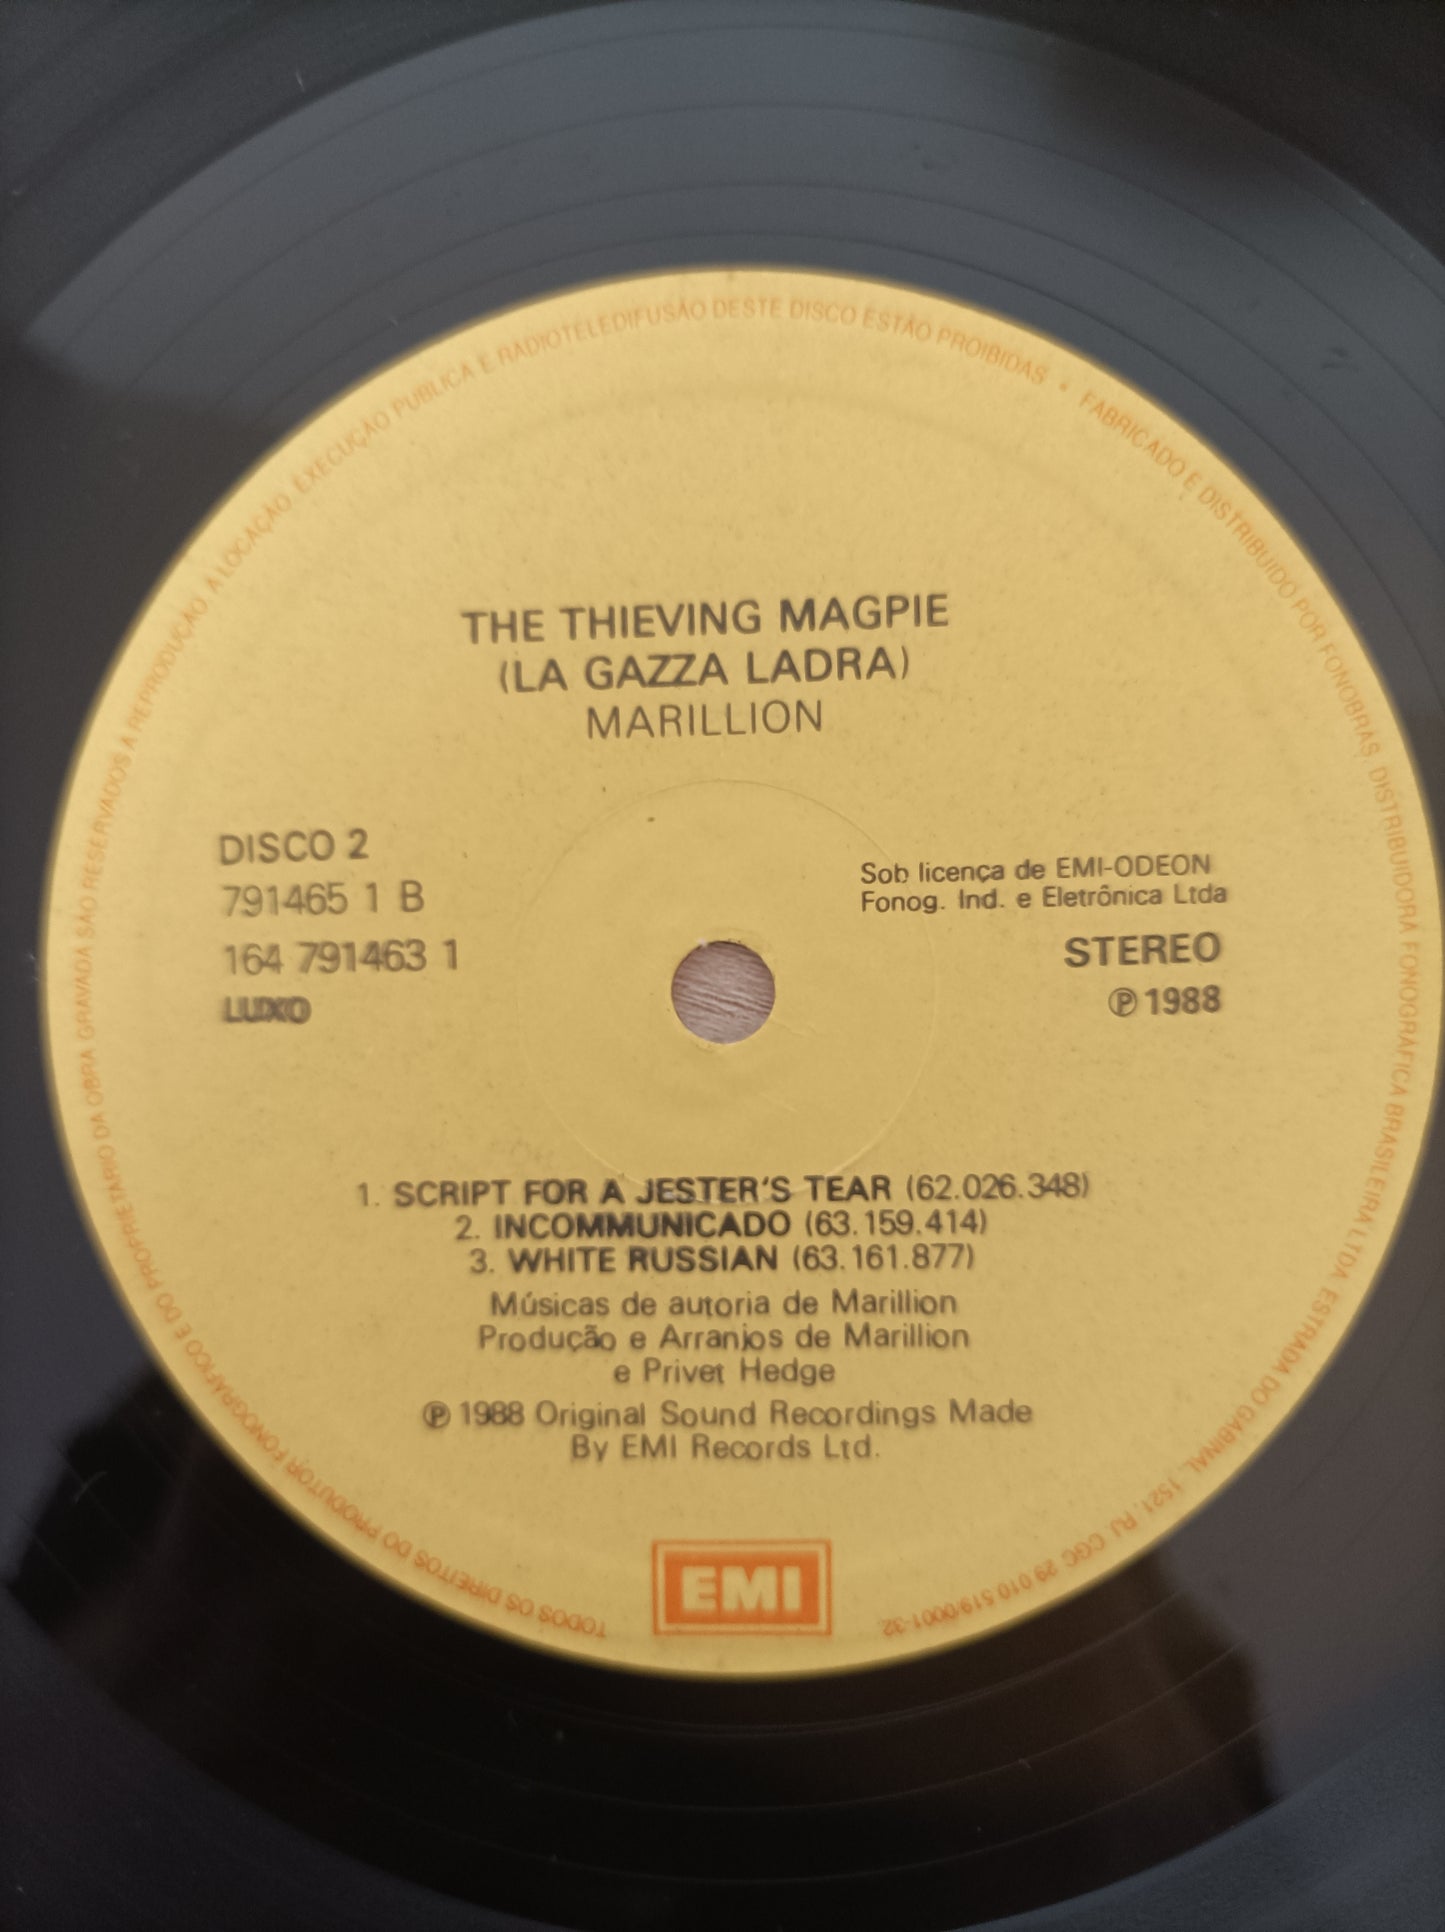 THE THIEVING MAGPIE
(LA GAZZA LADRA)
MARILLION
DISCO 2
791465 1 B
164 791463 1
LUXO
Sob licença de EMI-ODEON
Fonog. Ind. e Eletrônica Ltda
STEREO
℗ 1988
1. SCRIPT FOR A JESTER'S TEAR (62.026.348)
2. INCOMMUNICADO (63.159.414)
3. WHITE RUSSIAN (63.161.877)
Músicas de autoria de Marillion
Produção e Arranjos de Marillion
e Privet Hedge
℗ 1988 Original Sound Recordings Made
By EMI Records Ltd.
EMI
TODOS OS DIREITOS DO PRODUTOR FONOGRÁFICO E DO PROPRIETÁRIO DA OBRA GRAVADA SÃO RESERVADOS A REPRODUÇÃO A LOCAÇÃO EXECUÇÃO PUBLICA E RADIOTELEDIFUSÃO DESTE DISCO ESTÃO PROIBIDAS • FABRICADO E DISTRIBUIDO POR FONOBRAS, DISTRIBUIDORA FONOGRÁFICA BRASILEIRA LTDA ESTRADA DO GABINAL, 1521, RJ CGC 29 010 519/0001-32